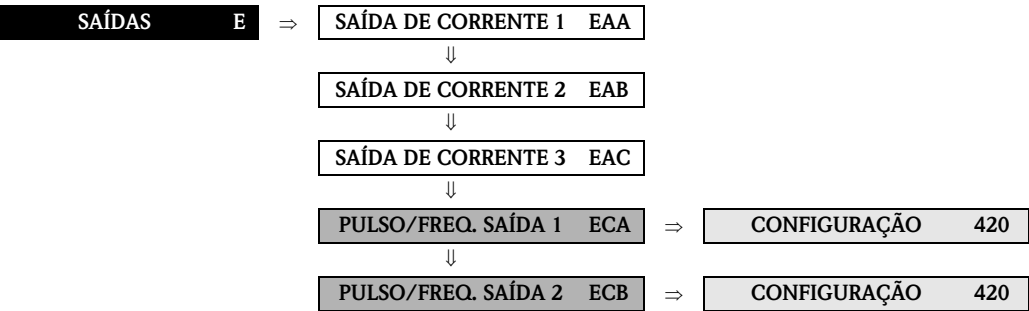 SAÍDAS E ⇒ SAÍDA DE CORRENTE 1 EAA
⇓
SAÍDA DE CORRENTE 2 EAB
⇓
SAÍDA DE CORRENTE 3 EAC
⇓
PULSO/FREQ. SAÍDA 1 ECA ⇒ CONFIGURAÇÃO 420
⇓
PULSO/FREQ. SAÍDA 2 ECB ⇒ CONFIGURAÇÃO 420